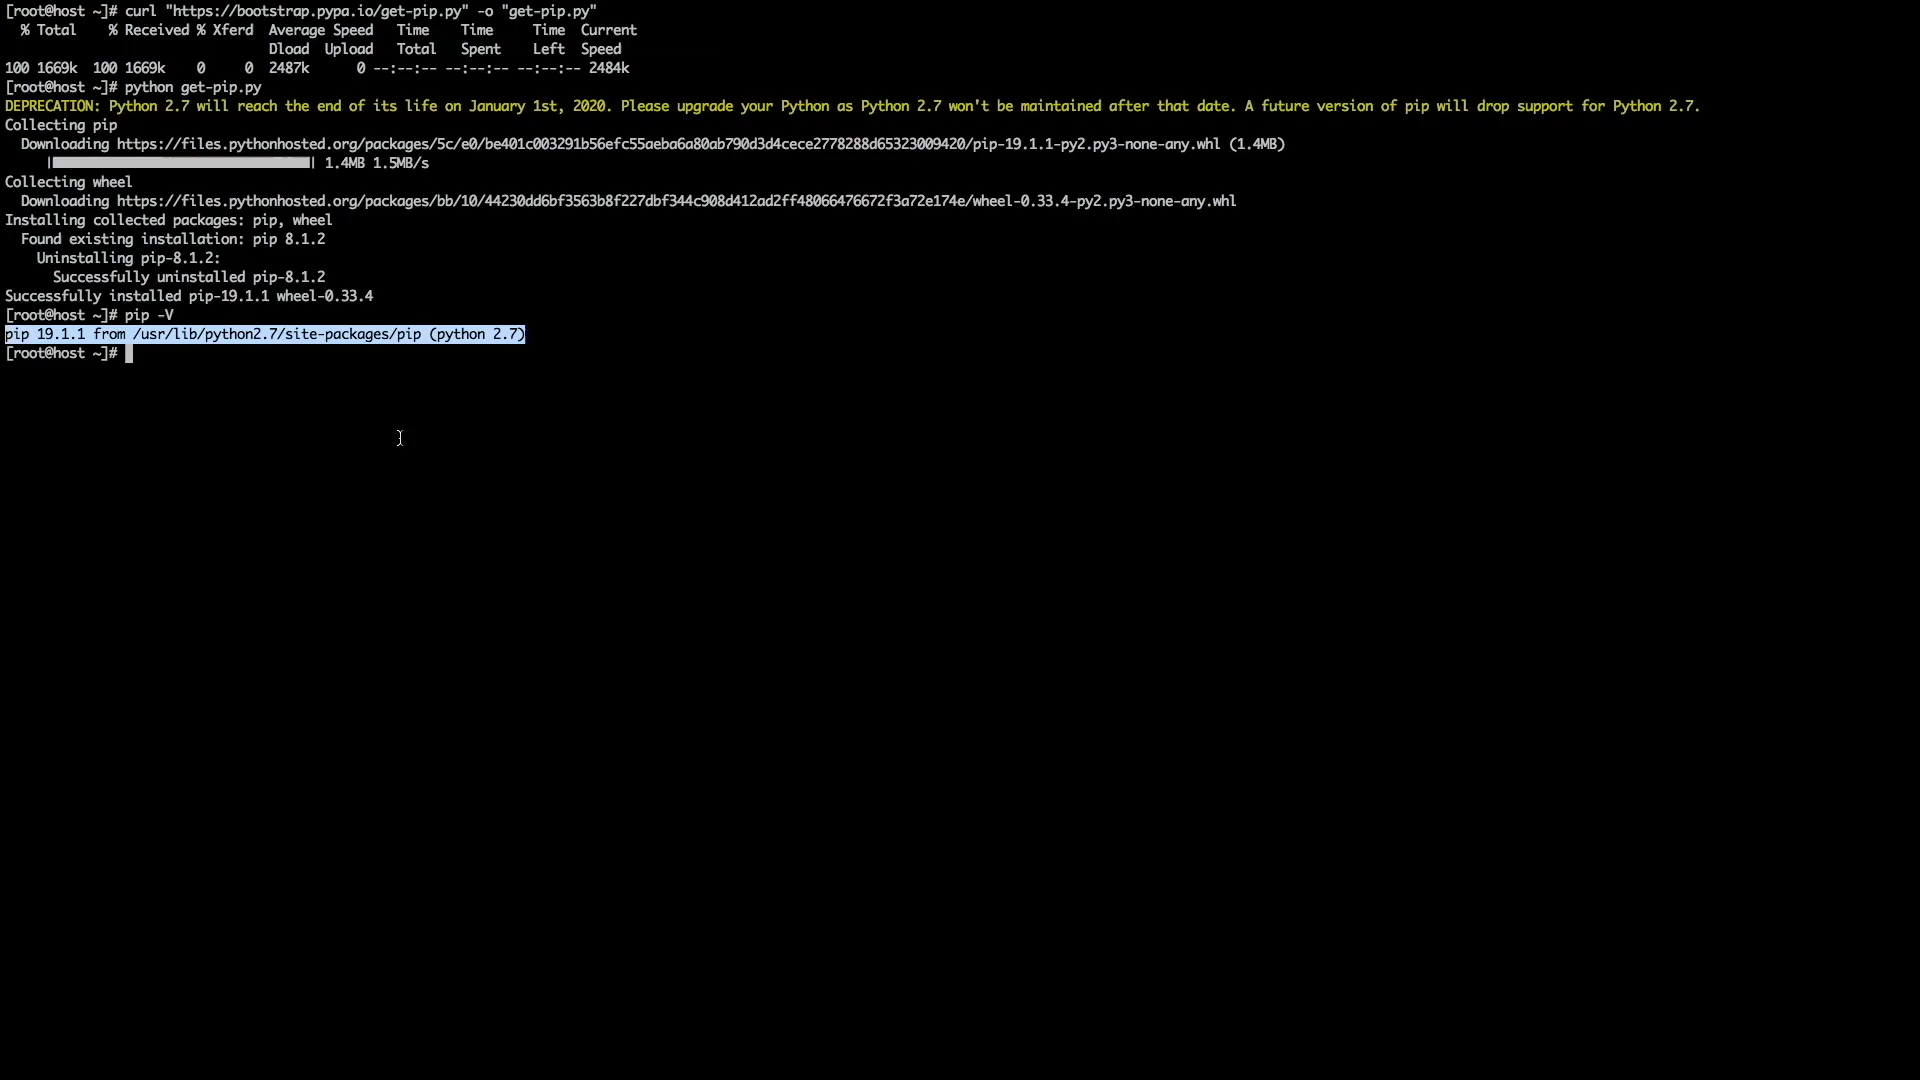 [root@host ~]# curl "https://bootstrap.pypa.io/get-pip.py" -o "get-pip.py"
  % Total    % Received % Xferd  Average Speed   Time    Time     Time  Current
                                 Dload  Upload   Total   Spent    Left  Speed
100 1669k  100 1669k    0     0  2487k      0 --:--:-- --:--:-- --:--:-- 2484k
[root@host ~]# python get-pip.py
DEPRECATION: Python 2.7 will reach the end of its life on January 1st, 2020. Please upgrade your Python as Python 2.7 won't be maintained after that date. A future version of pip will drop support for Python 2.7.
Collecting pip
  Downloading https://files.pythonhosted.org/packages/5c/e0/be401c003291b56efc55aeba6a80ab790d3d4cece2778288d65323009420/pip-19.1.1-py2.py3-none-any.whl (1.4MB)
     |████████████████████████████████| 1.4MB 1.5MB/s
Collecting wheel
  Downloading https://files.pythonhosted.org/packages/bb/10/44230dd6bf3563b8f227dbf344c908d412ad2ff48066476672f3a72e174e/wheel-0.33.4-py2.py3-none-any.whl
Installing collected packages: pip, wheel
  Found existing installation: pip 8.1.2
    Uninstalling pip-8.1.2:
      Successfully uninstalled pip-8.1.2
Successfully installed pip-19.1.1 wheel-0.33.4
[root@host ~]# pip -V
pip 19.1.1 from /usr/lib/python2.7/site-packages/pip (python 2.7)
[root@host ~]#